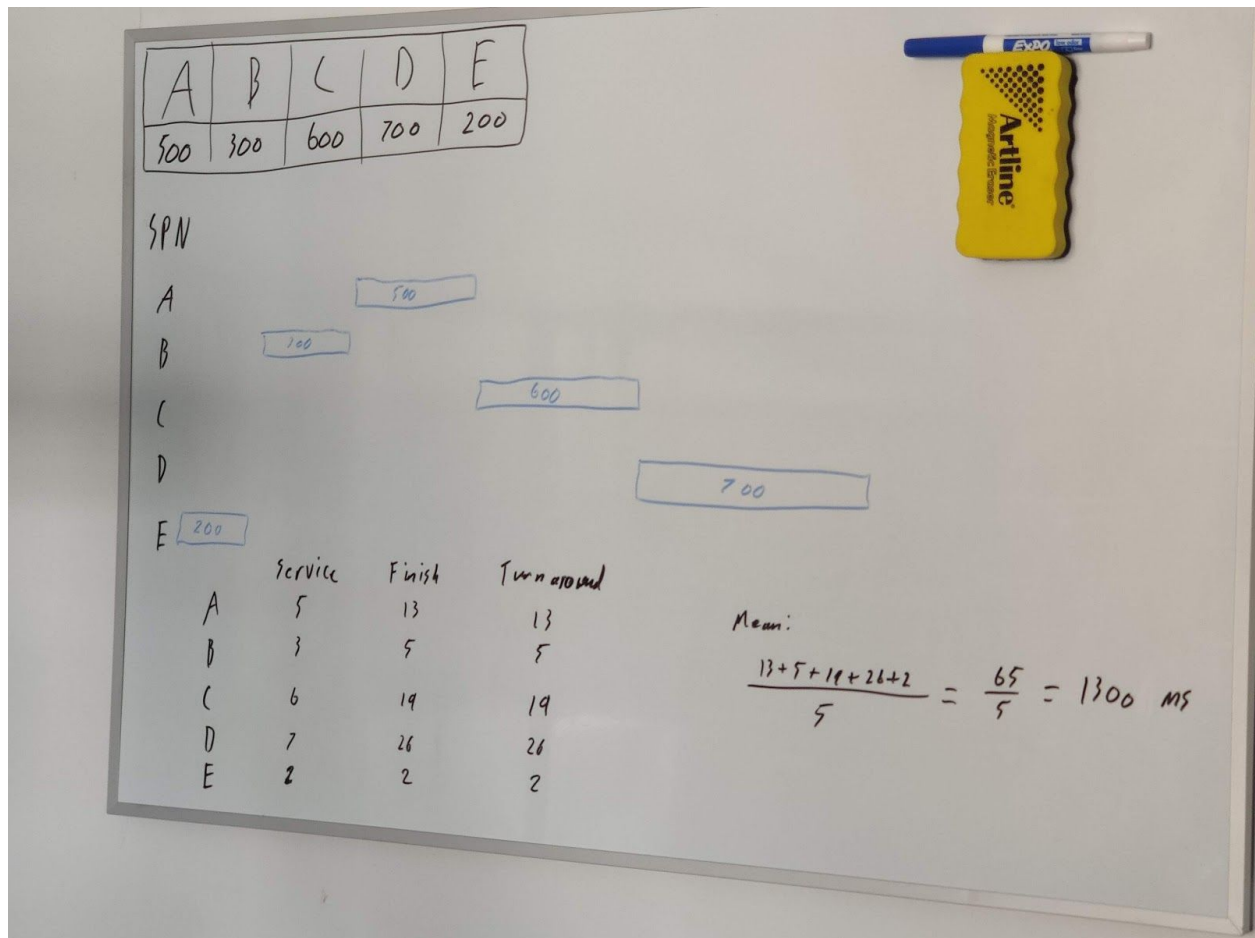 A B C D E
500 300 600 700 200
EXPO
Artline
Magnetic Eraser
SPN
A 500
B 300
C 600
D 700
E 200
Service Finish Turnaround
A 5 13 13
B 3 5 5
C 6 19 19
D 7 26 26
E 2 2 2
Mean:
13+5+19+26+2
5
= 65
5
= 1300 ms